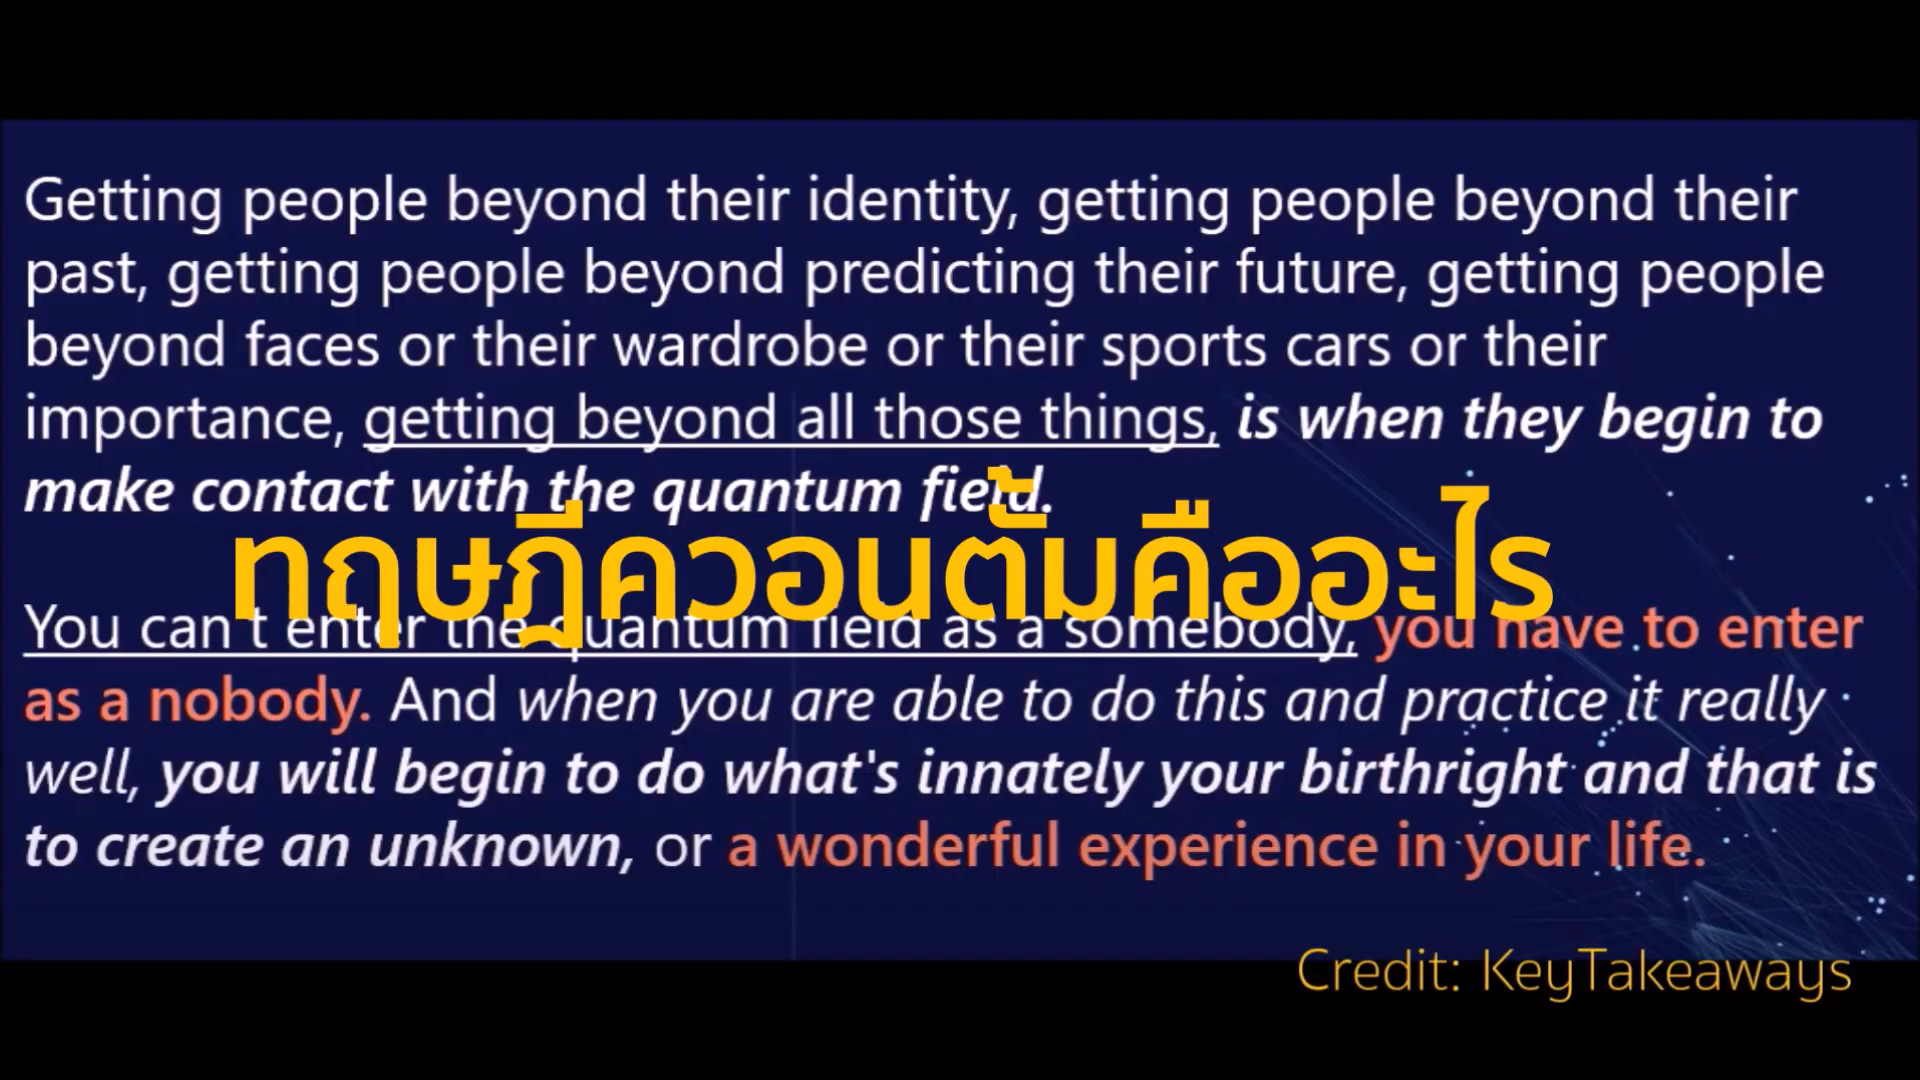 Getting people beyond their identity, getting people beyond their
past, getting people beyond predicting their future, getting people
beyond faces or their wardrobe or their sports cars or their
importance, getting beyond all those things, is when they begin to
make contact with the quantum field.
ทฤษฎีควอนตั้มคืออะไร
You can't enter the quantum field as a somebody, you have to enter
as a nobody. And when you are able to do this and practice it really
well, you will begin to do what's innately your birthright and that is
to create an unknown, or a wonderful experience in your life.
Credit: KeyTakeaways